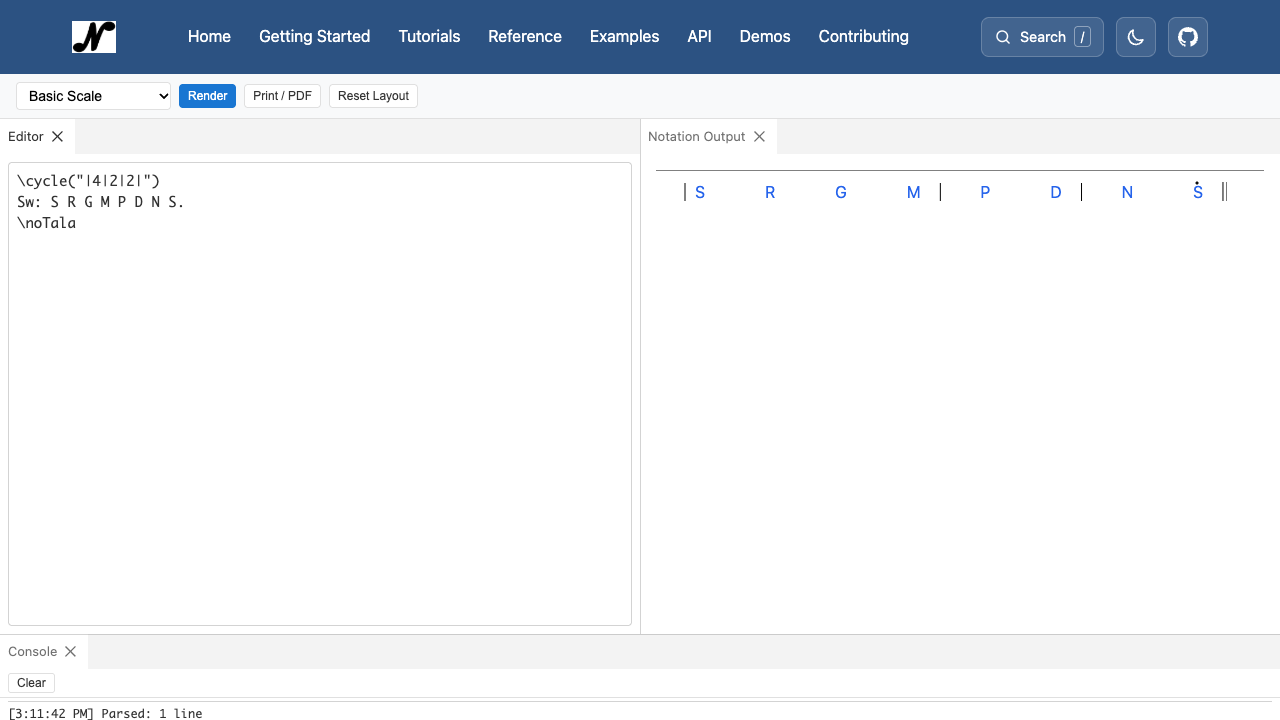 Home Getting Started Tutorials Reference Examples API Demos Contributing Search /
Basic Scale Render Print / PDF Reset Layout
Editor
Notation Output
\cycle("|4|2|2|")
Sw: S R G M P D N S.
\noTala
S R G M P D N Ṡ
Console
Clear
[3:11:42 PM] Parsed: 1 line